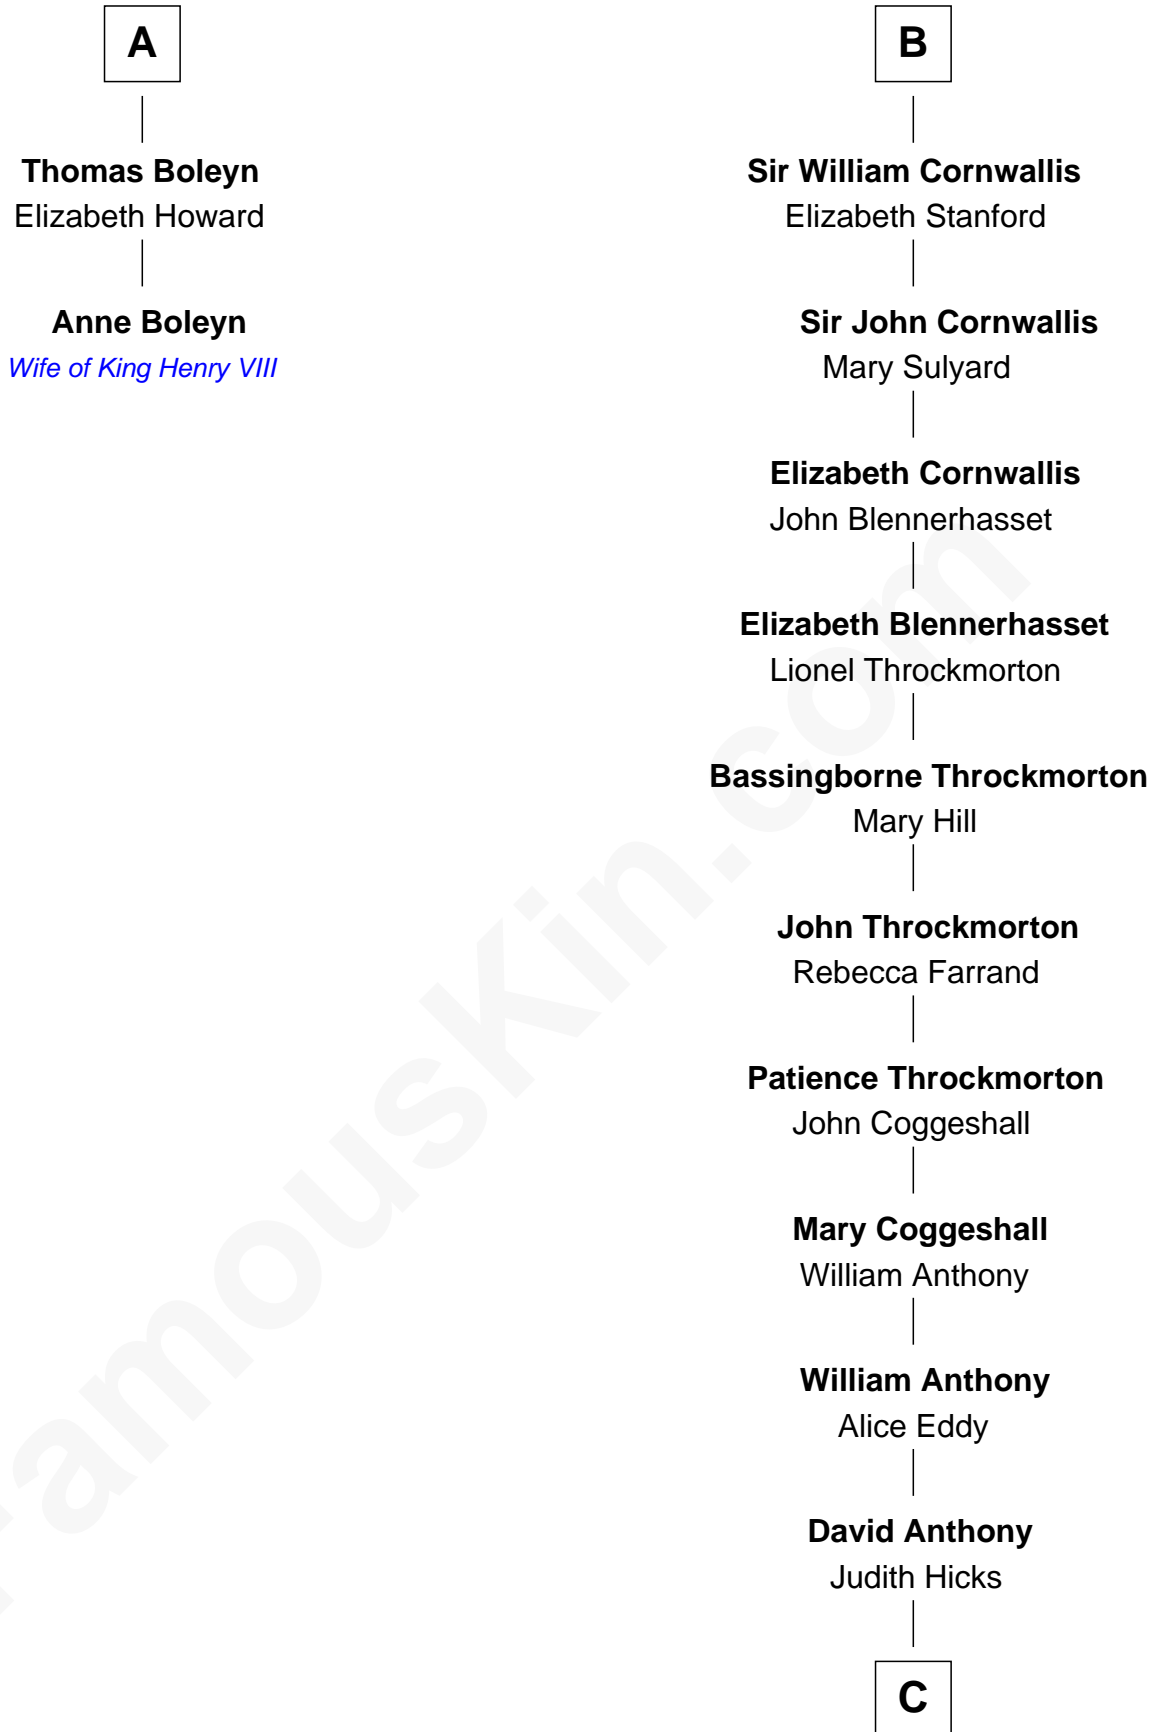 A
Thomas Boleyn
Elizabeth Howard
Anne Boleyn
Wife of King Henry VIII
B
Sir William Cornwallis
Elizabeth Stanford
Sir John Cornwallis
Mary Sulyard
Elizabeth Cornwallis
John Blennerhasset
Elizabeth Blennerhasset
Lionel Throckmorton
Bassingborne Throckmorton
Mary Hill
John Throckmorton
Rebecca Farrand
Patience Throckmorton
John Coggeshall
Mary Coggeshall
William Anthony
William Anthony
Alice Eddy
David Anthony
Judith Hicks
C
FamousKin.com